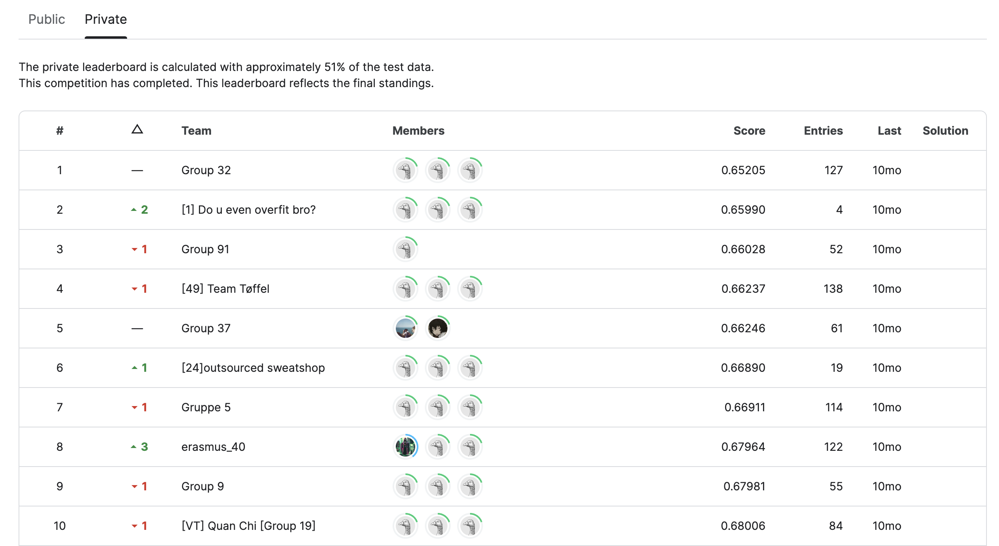 Public Private
The private leaderboard is calculated with approximately 51% of the test data.
This competition has completed. This leaderboard reflects the final standings.
# △ Team Members Score Entries Last Solution
1 — Group 32 0.65205 127 10mo
2 ▲ 2 [1] Do u even overfit bro? 0.65990 4 10mo
3 ▼ 1 Group 91 0.66028 52 10mo
4 ▼ 1 [49] Team Tøffel 0.66237 138 10mo
5 — Group 37 0.66246 61 10mo
6 ▲ 1 [24]outsourced sweatshop 0.66890 19 10mo
7 ▼ 1 Gruppe 5 0.66911 114 10mo
8 ▲ 3 erasmus_40 0.67964 122 10mo
9 ▼ 1 Group 9 0.67981 55 10mo
10 ▼ 1 [VT] Quan Chi [Group 19] 0.68006 84 10mo